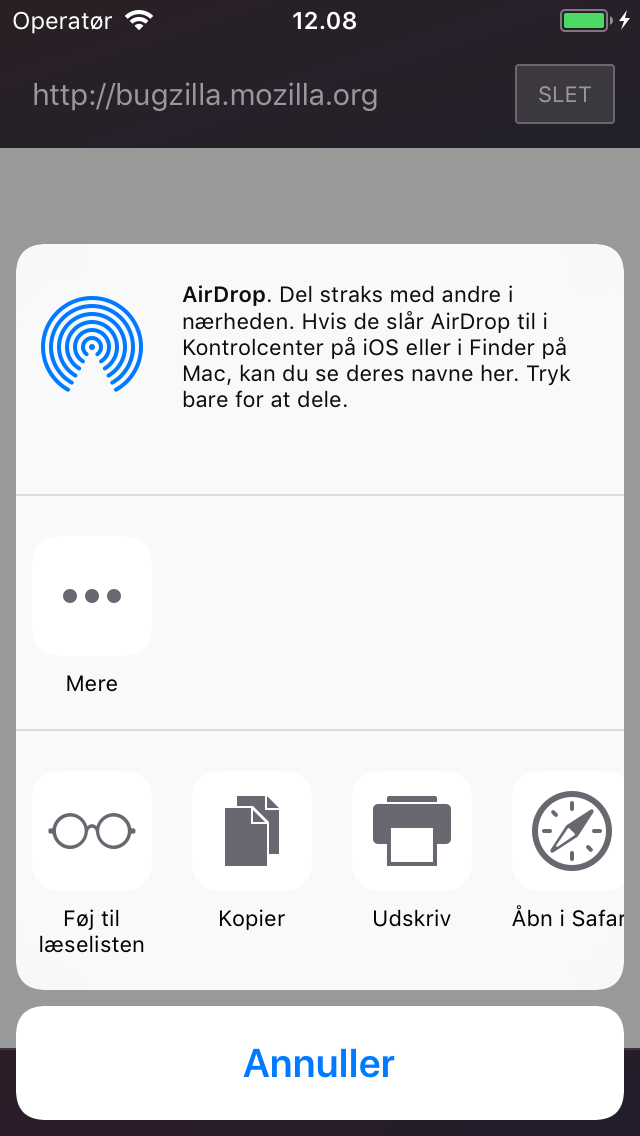 Operatør
12.08
http://bugzilla.mozilla.org
SLET
AirDrop. Del straks med andre i
nærheden. Hvis de slår AirDrop til i
Kontrolcenter på iOS eller i Finder på
Mac, kan du se deres navne her. Tryk
bare for at dele.
Mere
Føj til
læselisten
Kopier
Udskriv
Åbn i Safar
Annuller